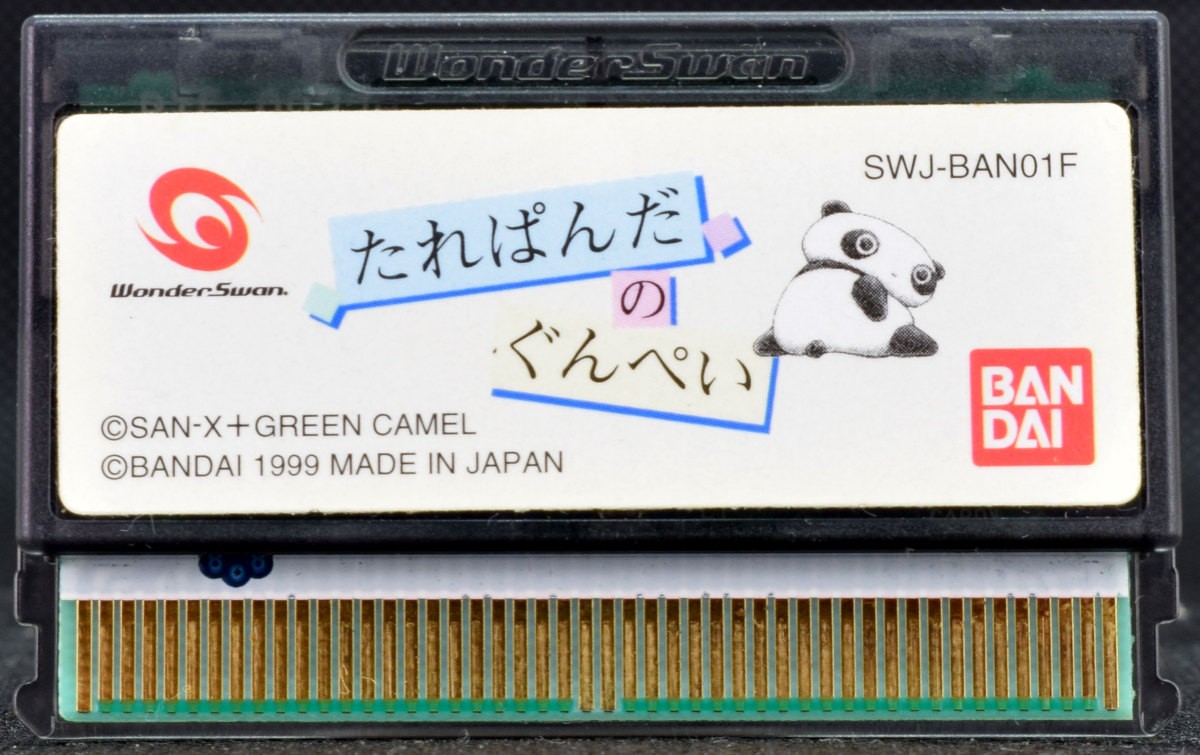 WonderSwan
SWJ-BAN01F
WonderSwan.
たれぱんだ
の
ぐんぺい
BAN
DAI
©SAN-X+GREEN CAMEL
©BANDAI 1999 MADE IN JAPAN